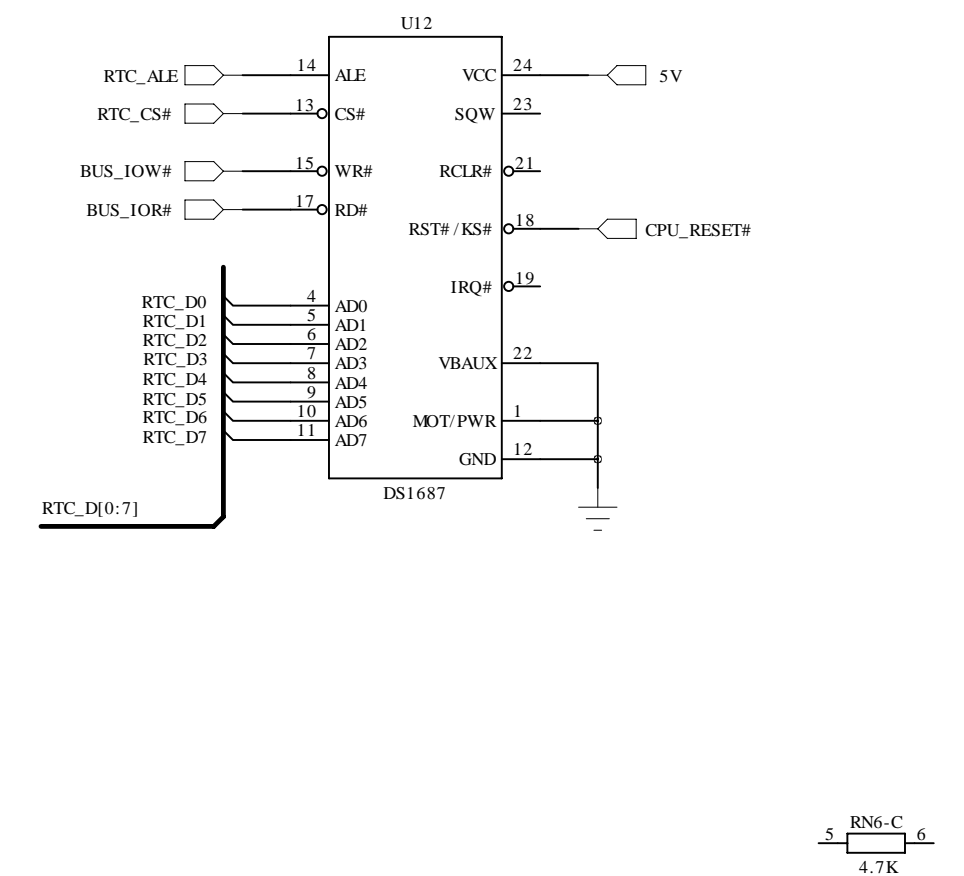 U12
RTC_ALE 14 ALE VCC 24 5V
RTC_CS# 13 CS# SQW 23
BUS_IOW# 15 WR# RCLR# 21
BUS_IOR# 17 RD#
RST# / KS# 18 CPU_RESET#
IRQ# 19
RTC_D0 4 AD0
RTC_D1 5 AD1
RTC_D2 6 AD2
RTC_D3 7 AD3 VBAUX 22
RTC_D4 8 AD4
RTC_D5 9 AD5
RTC_D6 10 AD6 MOT/PWR 1
RTC_D7 11 AD7
GND 12
DS1687
RTC_D[0:7]
RN6-C
5 6
4.7K